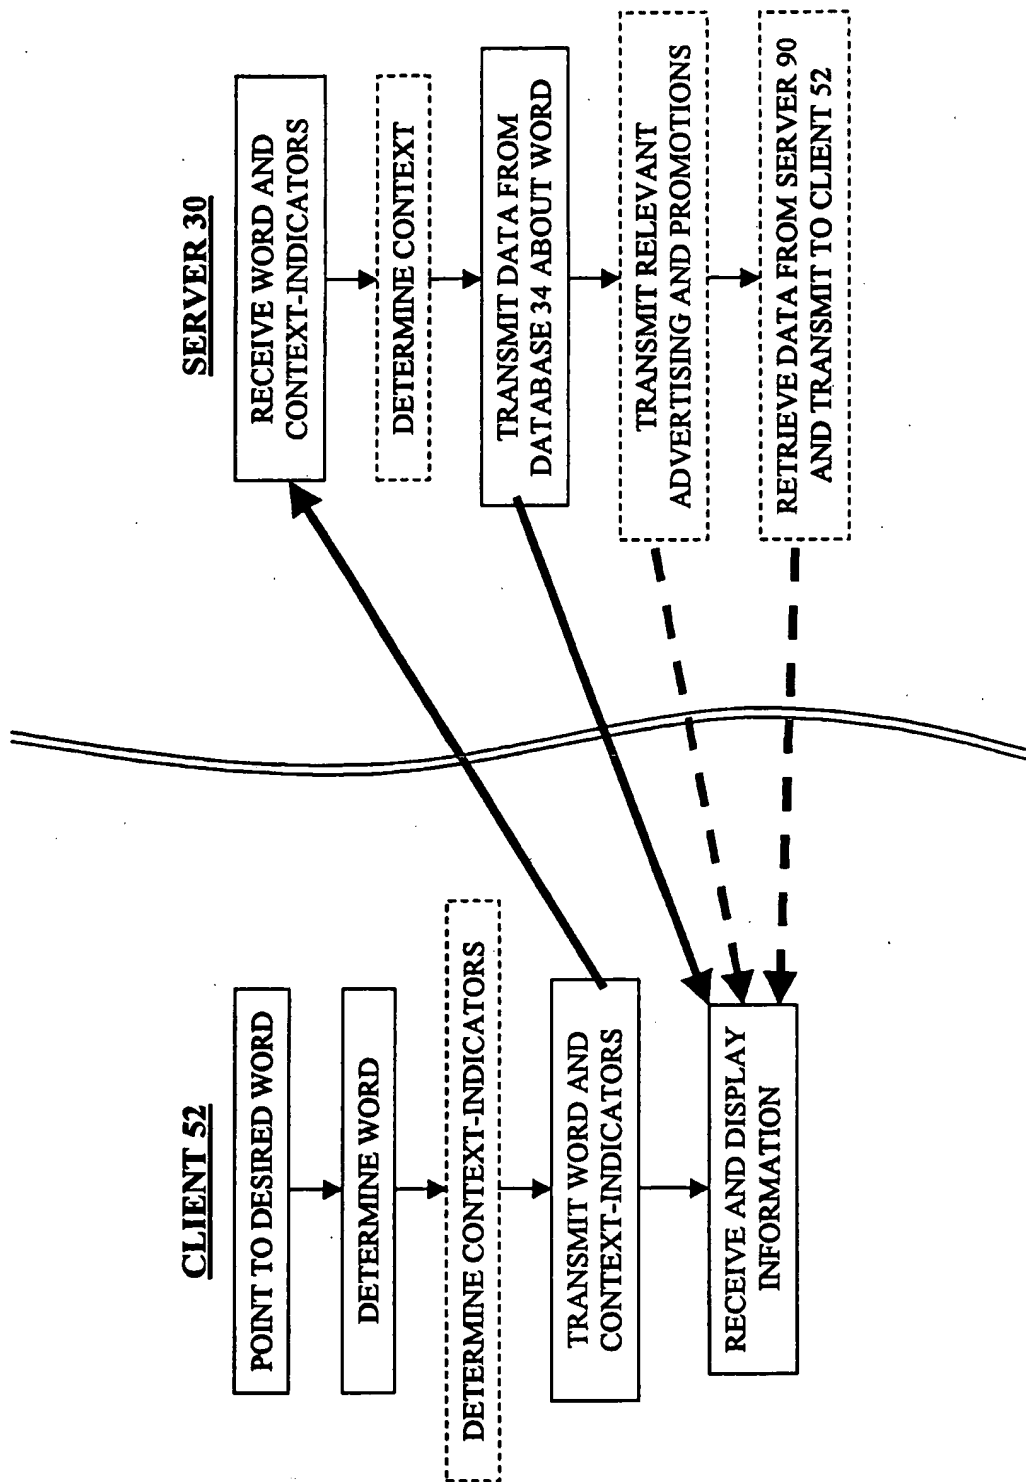 CLIENT 52
POINT TO DESIRED WORD
DETERMINE WORD
DETERMINE CONTEXT-INDICATORS
TRANSMIT WORD AND
CONTEXT-INDICATORS
RECEIVE AND DISPLAY
INFORMATION
SERVER 30
RECEIVE WORD AND
CONTEXT-INDICATORS
DETERMINE CONTEXT
TRANSMIT DATA FROM
DATABASE 34 ABOUT WORD
TRANSMIT RELEVANT
ADVERTISING AND PROMOTIONS
RETRIEVE DATA FROM SERVER 90
AND TRANSMIT TO CLIENT 52